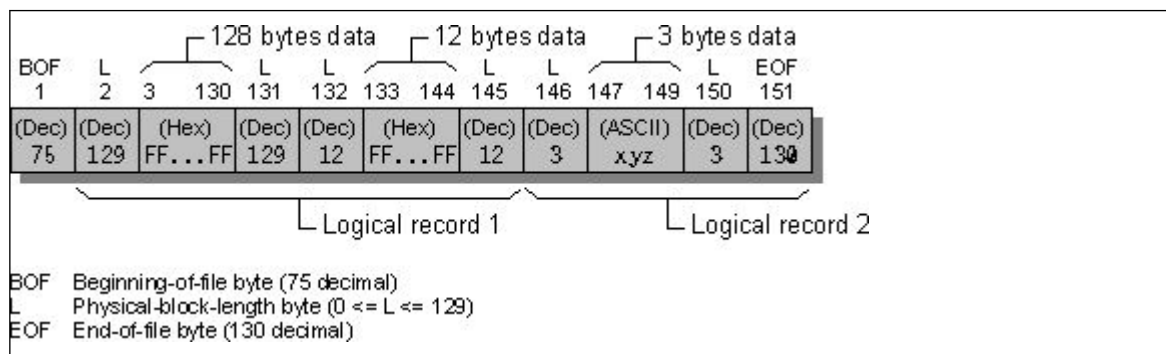 128 bytes data 12 bytes data 3 bytes data
BOF L L L L L L EOF
1 2 3 130 131 132 133 144 145 146 147 149 150 151
(Dec) (Dec) (Hex) (Dec) (Dec) (Hex) (Dec) (Dec) (ASCII) (Dec) (Dec)
75 129 FF...FF 129 12 FF...FF 12 3 xyz 3 130
Logical record 1 Logical record 2
BOF Beginning-of-file byte (75 decimal)
L Physical-block-length byte (0 <= L <= 129)
EOF End-of-file byte (130 decimal)